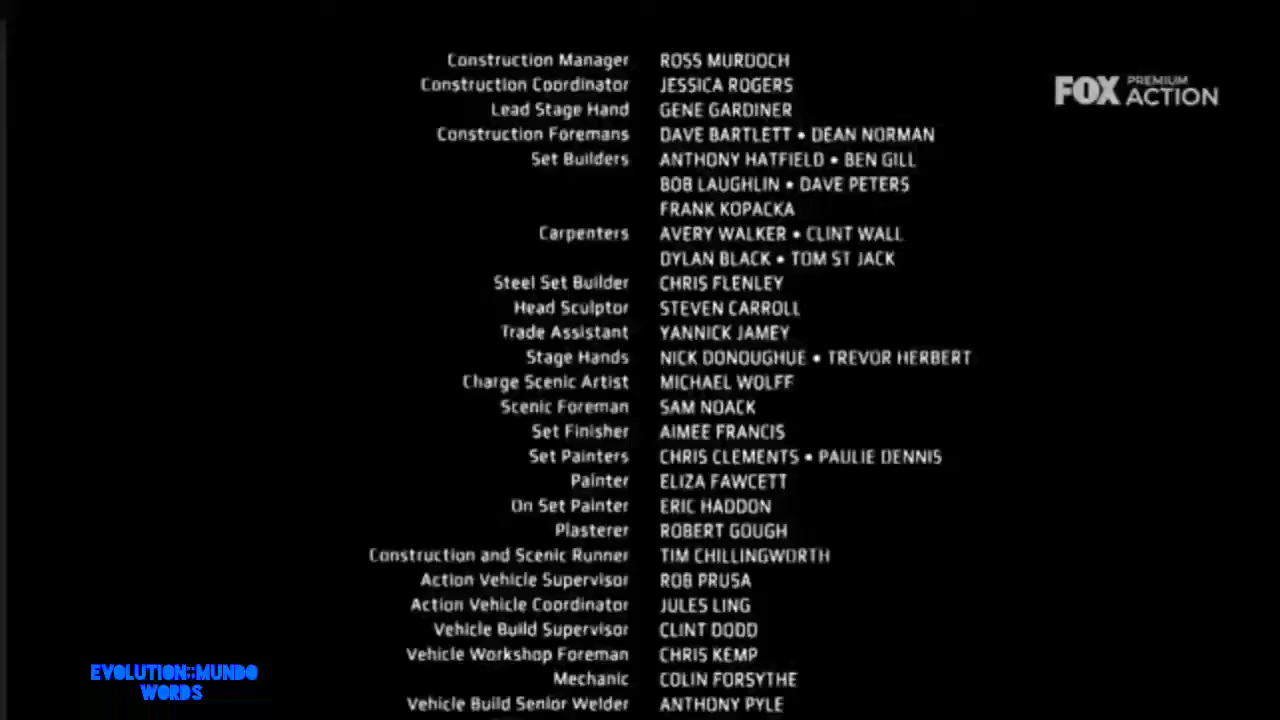 Construction Manager ROSS MURDOCH
Construction Coordinator JESSICA ROGERS
Lead Stage Hand GENE GARDINER
Construction Foremans DAVE BARTLETT • DEAN NORMAN
Set Builders ANTHONY HATFIELD • BEN GILL
BOB LAUGHLIN • DAVE PETERS
FRANK KOPACKA
Carpenters AVERY WALKER • CLINT WALL
DYLAN BLACK • TOM ST JACK
Steel Set Builder CHRIS FLENLEY
Head Sculptor STEVEN CARROLL
Trade Assistant YANNICK JAMEY
Stage Hands NICK DONOUGHUE • TREVOR HERBERT
Charge Scenic Artist MICHAEL WOLFF
Scenic Foreman SAM NOACK
Set Finisher AIMEE FRANCIS
Set Painters CHRIS CLEMENTS • PAULIE DENNIS
Painter ELIZA FAWCETT
On Set Painter ERIC HADDON
Plasterer ROBERT GOUGH
Construction and Scenic Runner TIM CHILLINGWORTH
Action Vehicle Supervisor ROB PRUSA
Action Vehicle Coordinator JULES LING
Vehicle Build Supervisor CLINT DODD
Vehicle Workshop Foreman CHRIS KEMP
Mechanic COLIN FORSYTHE
Vehicle Build Senior Welder ANTHONY PYLE
FOX PREMIUM ACTION
EVOLUTION::MUNDO
WORDS